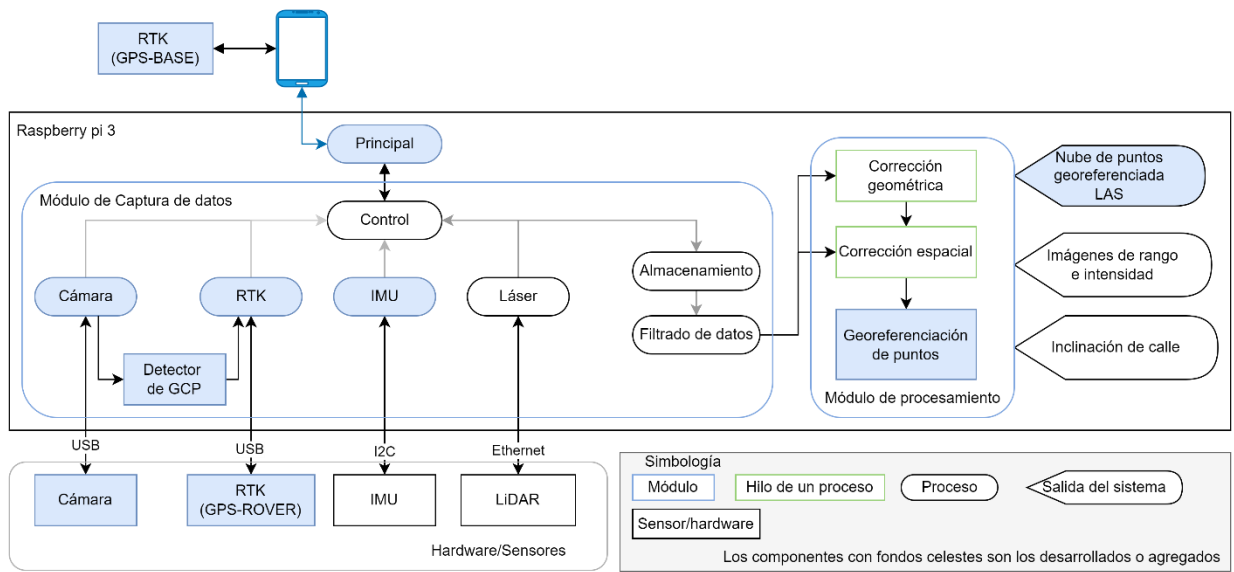 RTK
(GPS-BASE)
Raspberry pi 3
Principal
Módulo de Captura de datos
Control
Cámara
RTK
IMU
Láser
Almacenamiento
Filtrado de datos
Detector
de GCP
Corrección
geométrica
Corrección espacial
Georeferenciación
de puntos
Módulo de procesamiento
Nube de puntos
georeferenciada
LAS
Imágenes de rango
e intensidad
Inclinación de calle
USB
USB
I2C
Ethernet
Cámara
RTK
(GPS-ROVER)
IMU
LiDAR
Hardware/Sensores
Simbología
Módulo
Hilo de un proceso
Proceso
Salida del sistema
Sensor/hardware
Los componentes con fondos celestes son los desarrollados o agregados